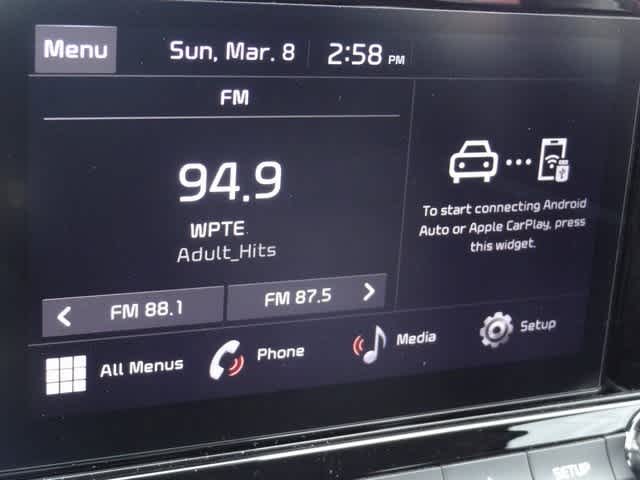 Menu
Sun, Mar. 8
2:58 PM
FM
94.9
WPTE
Adult_Hits
FM 88.1
FM 87.5
To start connecting Android
Auto or Apple CarPlay, press
this widget.
All Menus
Phone
Media
Setup
SETUP